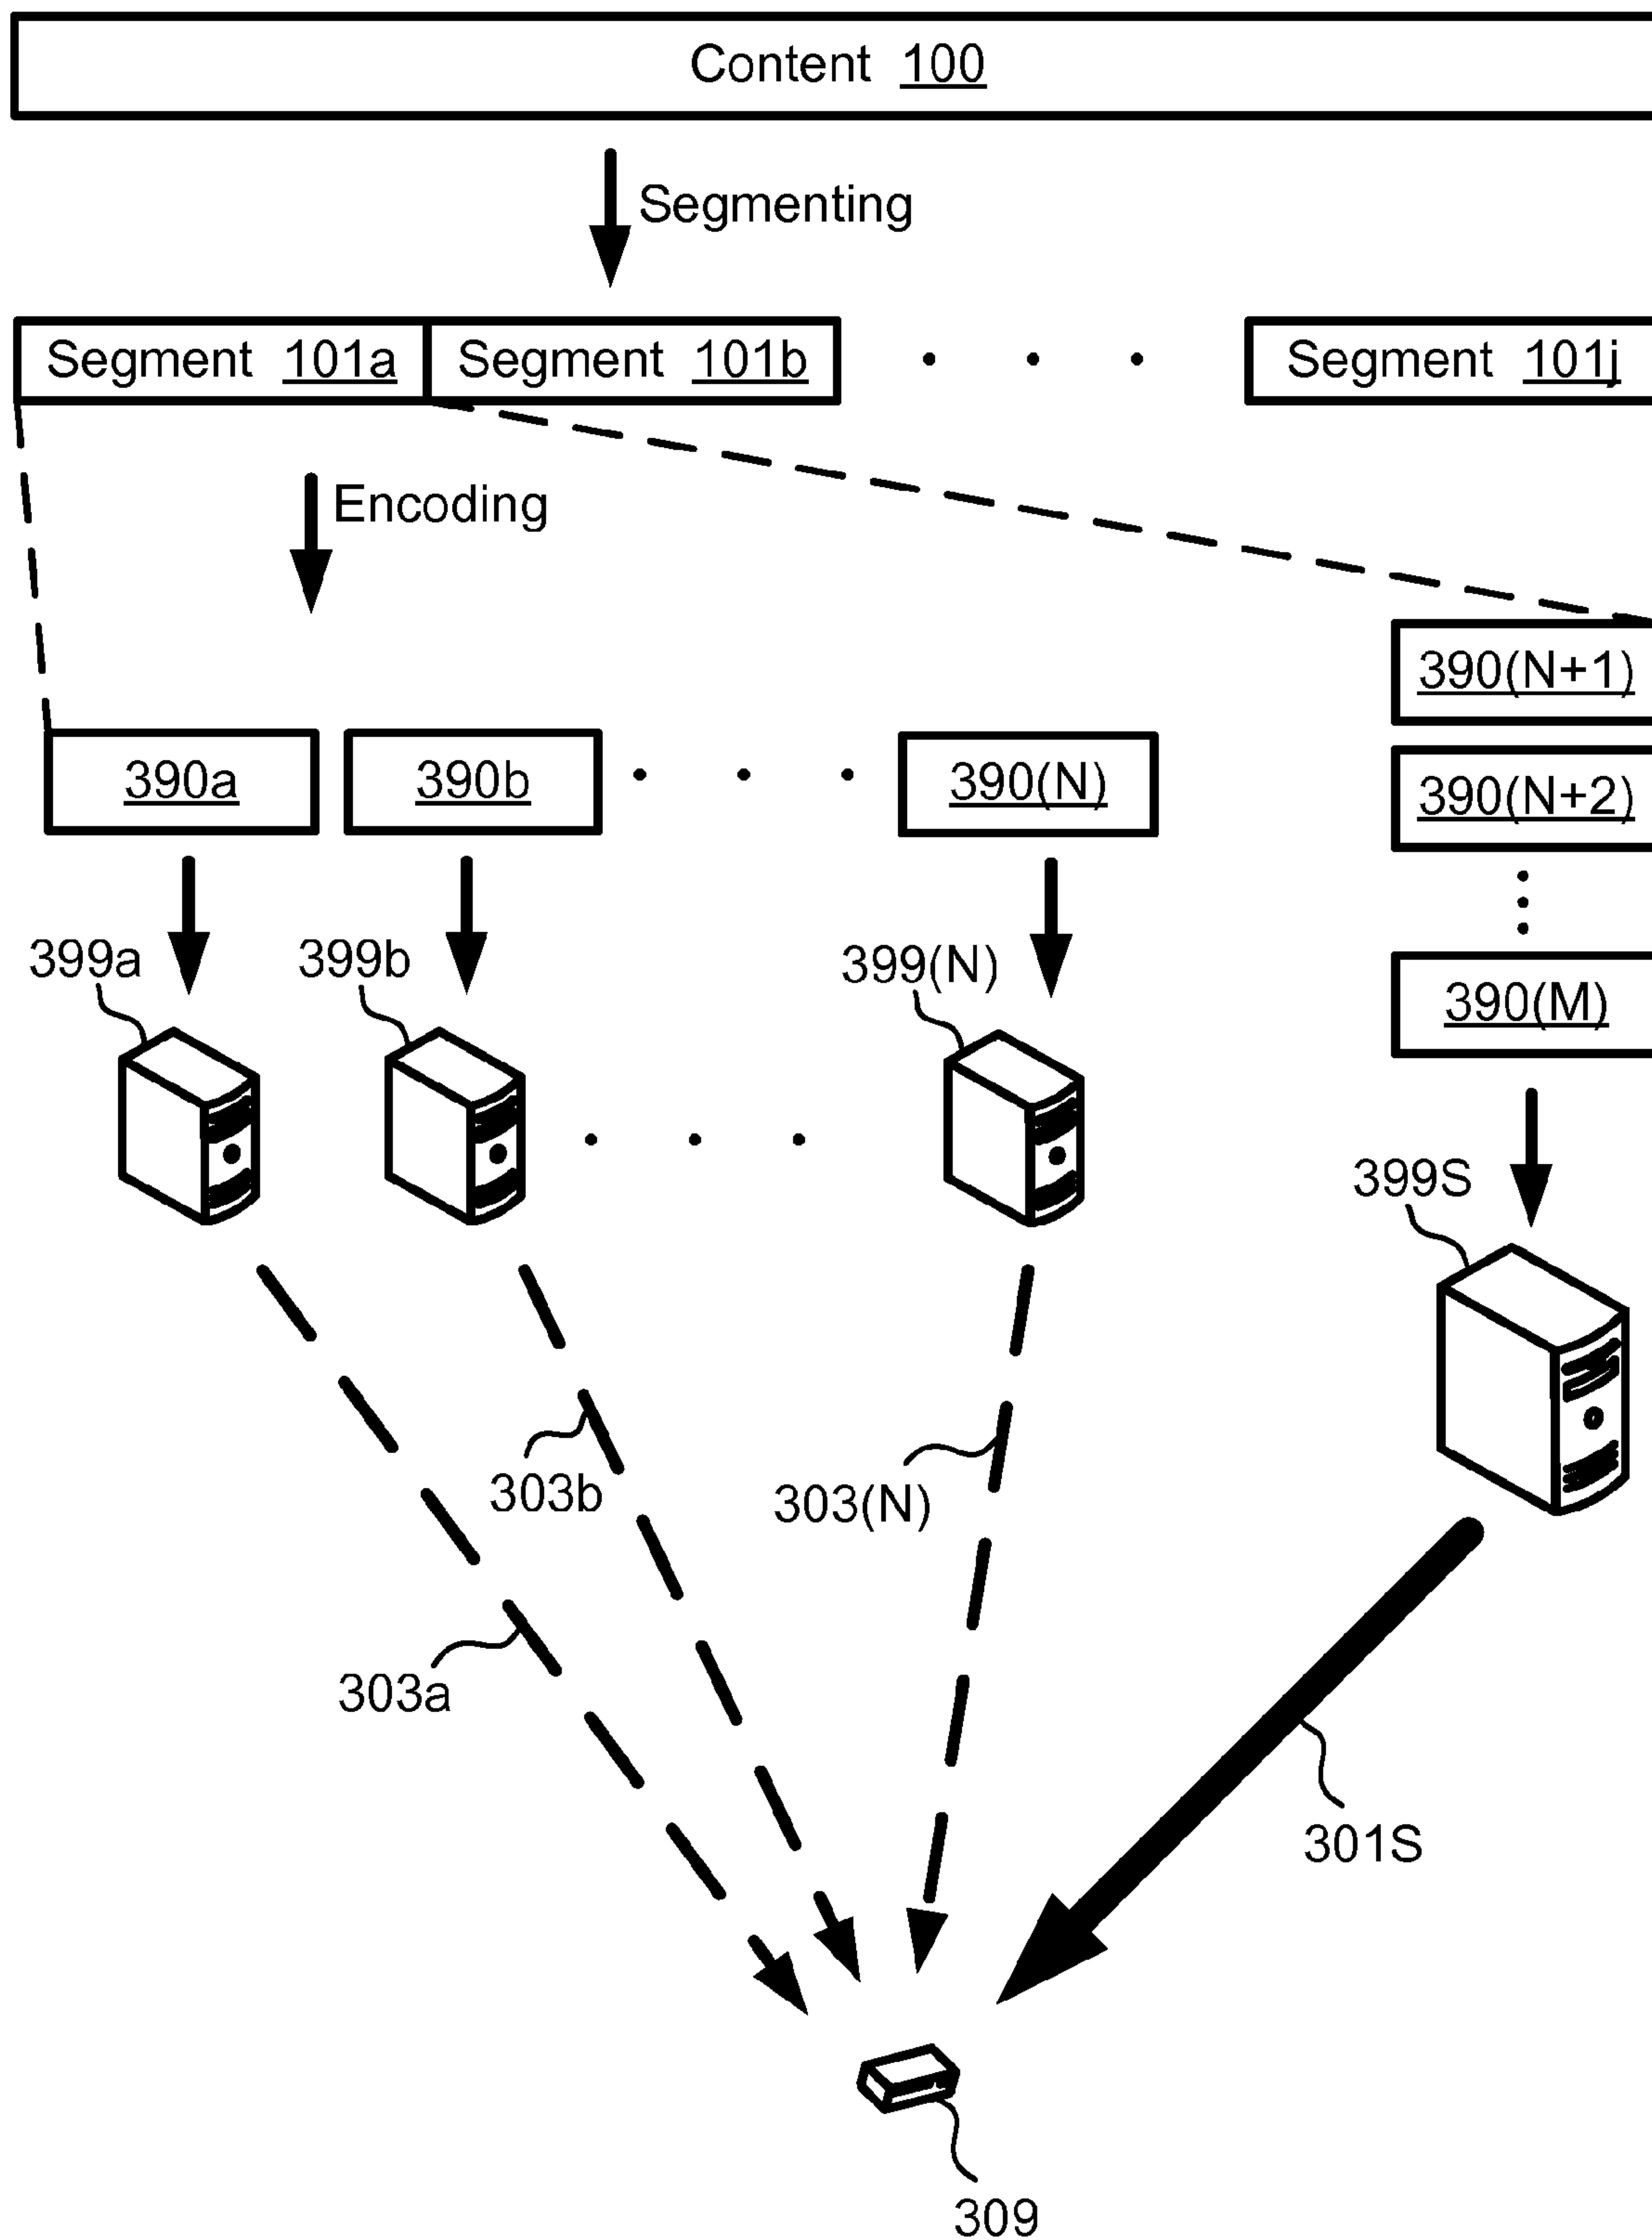 Content 100
Segmenting
Segment 101a Segment 101b Segment 101j
Encoding
390(N+1)
390a 390b 390(N) 390(N+2)
399a 399b 399(N)
390(M)
399S
303b 303(N)
303a
301S
309